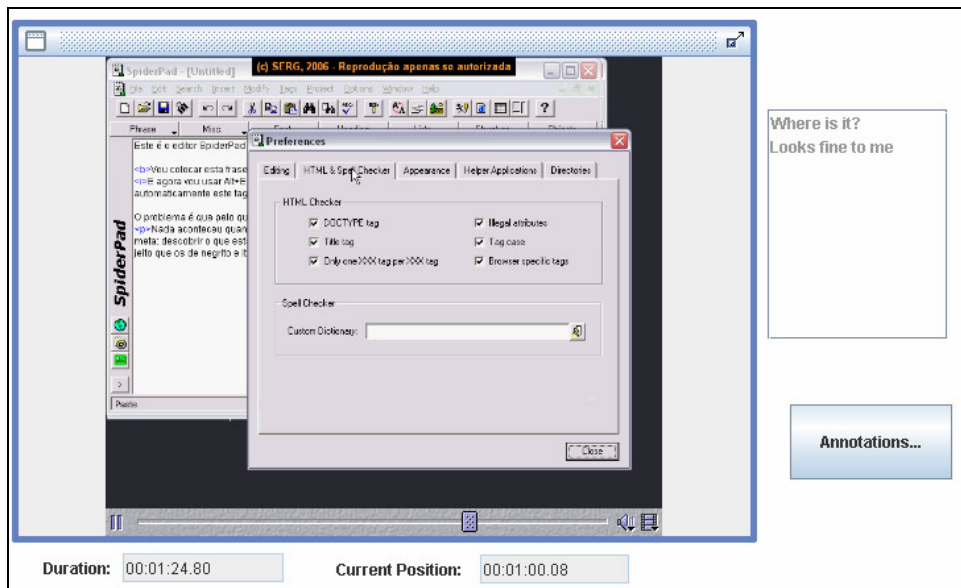 SpiderPad - [Untitled]
(c) SERG, 2006 - Reprodução apenas se autorizada
File Edit Search Insert Modify Tags Project Options Window Help
Phrase Misc
Este é o editor SpiderPad
<b>Vou colocar esta frase
<i>E agora vou usar Alt+E
automaticamente este tag
O problema é que pelo qu
<p>Nada aconteceu quan
meta: descobrir o que est
jeito que os de negrito e it
SpiderPad
Preferences
Editing HTML & Spell Checker Appearance Helper Applications Directories
HTML Checker
DOCTYPE tag
Illegal attributes
Title tag
Tag case
Only one XXX tag per XXX tag
Browser specific tags
Spell Checker
Custom Dictionary:
Close
Where is it?
Looks fine to me
Annotations...
Duration: 00:01:24.80
Current Position: 00:01:00.08